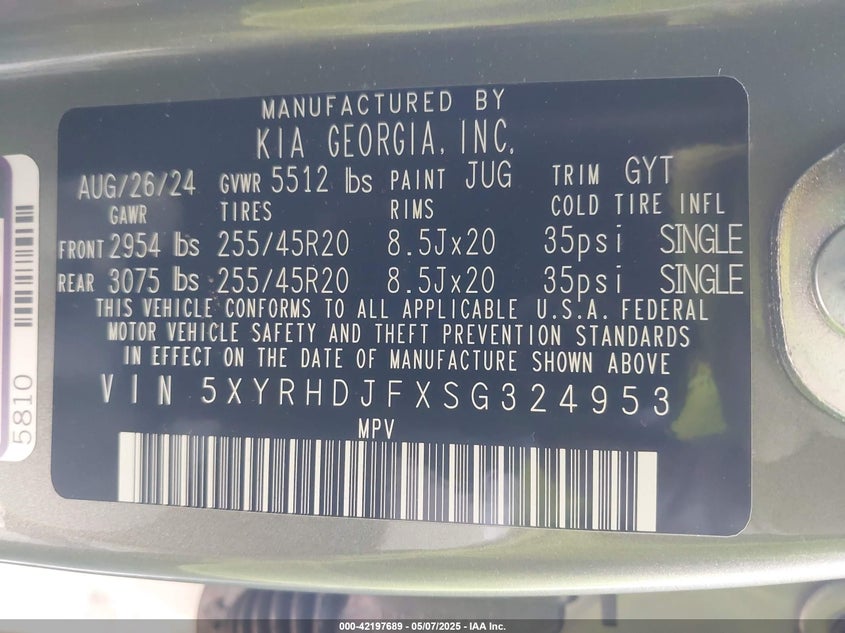 MANUFACTURED BY
KIA GEORGIA, INC.
AUG/26/24 GVWR 5512 lbs PAINT JUG TRIM GYT
GAWR TIRES RIMS COLD TIRE INFL
FRONT 2954 lbs 255/45R20 8.5Jx20 35psi SINGLE
REAR 3075 lbs 255/45R20 8.5Jx20 35psi SINGLE
THIS VEHICLE CONFORMS TO ALL APPLICABLE U.S.A. FEDERAL
MOTOR VEHICLE SAFETY AND THEFT PREVENTION STANDARDS
IN EFFECT ON THE DATE OF MANUFACTURE SHOWN ABOVE
VIN 5XYRHDJFXSG324953
MPV
5810
000-42197689 - 05/07/2025 - IAA Inc.